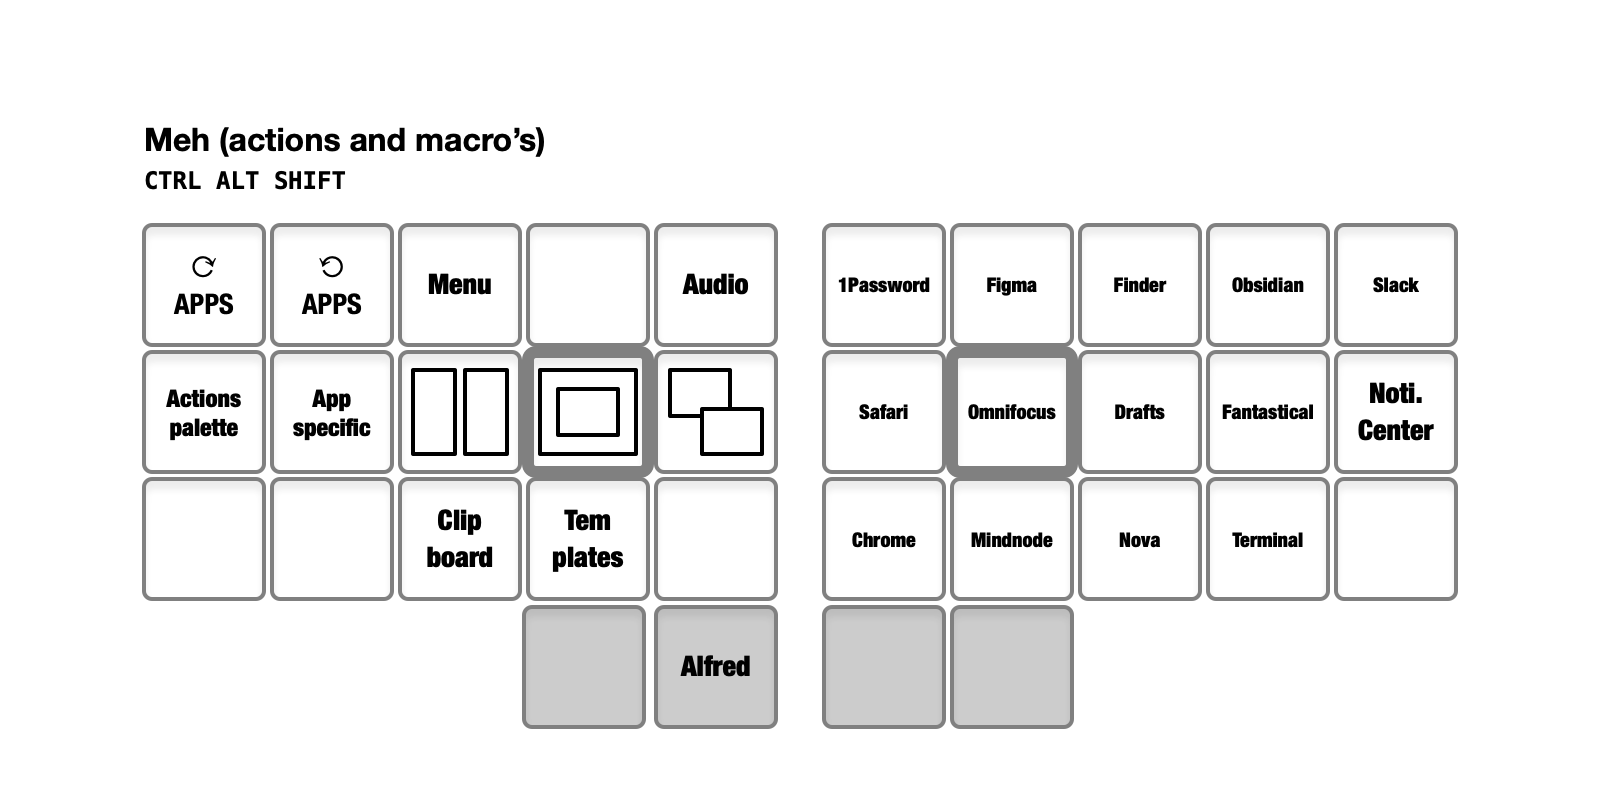 Meh (actions and macro’s)
CTRL ALT SHIFT
APPS
APPS
Menu
Audio
1Password
Figma
Finder
Obsidian
Slack
Actions
palette
App
specific
Safari
Omnifocus
Drafts
Fantastical
Noti.
Center
Clip
board
Tem
plates
Chrome
Mindnode
Nova
Terminal
Alfred